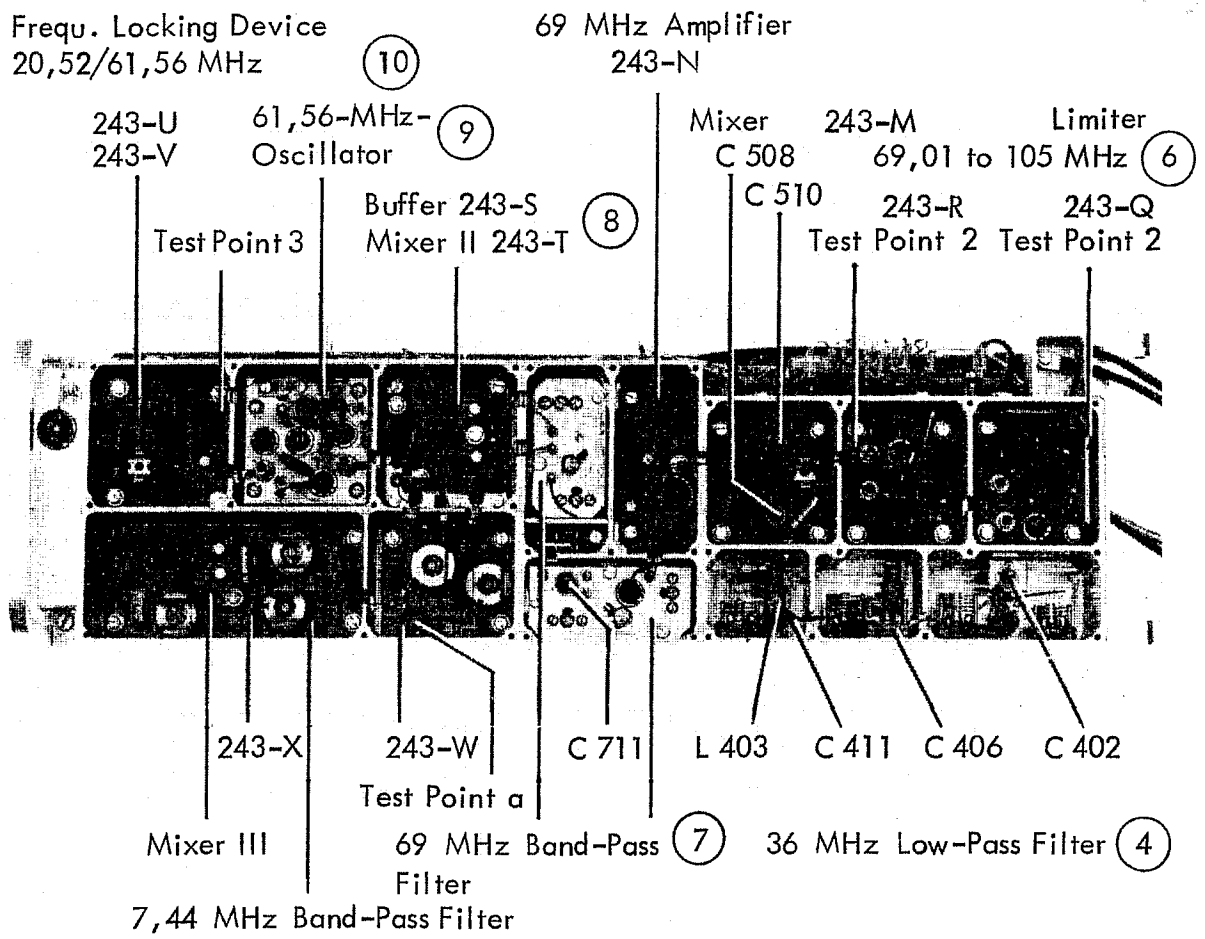 Frequ. Locking Device
20,52/61,56 MHz
10
69 MHz Amplifier
243-N
243-U
243-V
61,56-MHz-
Oscillator
9
Mixer
C 508
C 510
243-M
Limiter
69,01 to 105 MHz
6
Buffer 243-S
Mixer II 243-T
8
243-R
Test Point 2
243-Q
Test Point 2
Test Point 3
243-X
243-W
C 711
L 403
C 411
C 406
C 402
Test Point a
Mixer III
69 MHz Band-Pass
Filter
7
36 MHz Low-Pass Filter
4
7,44 MHz Band-Pass Filter